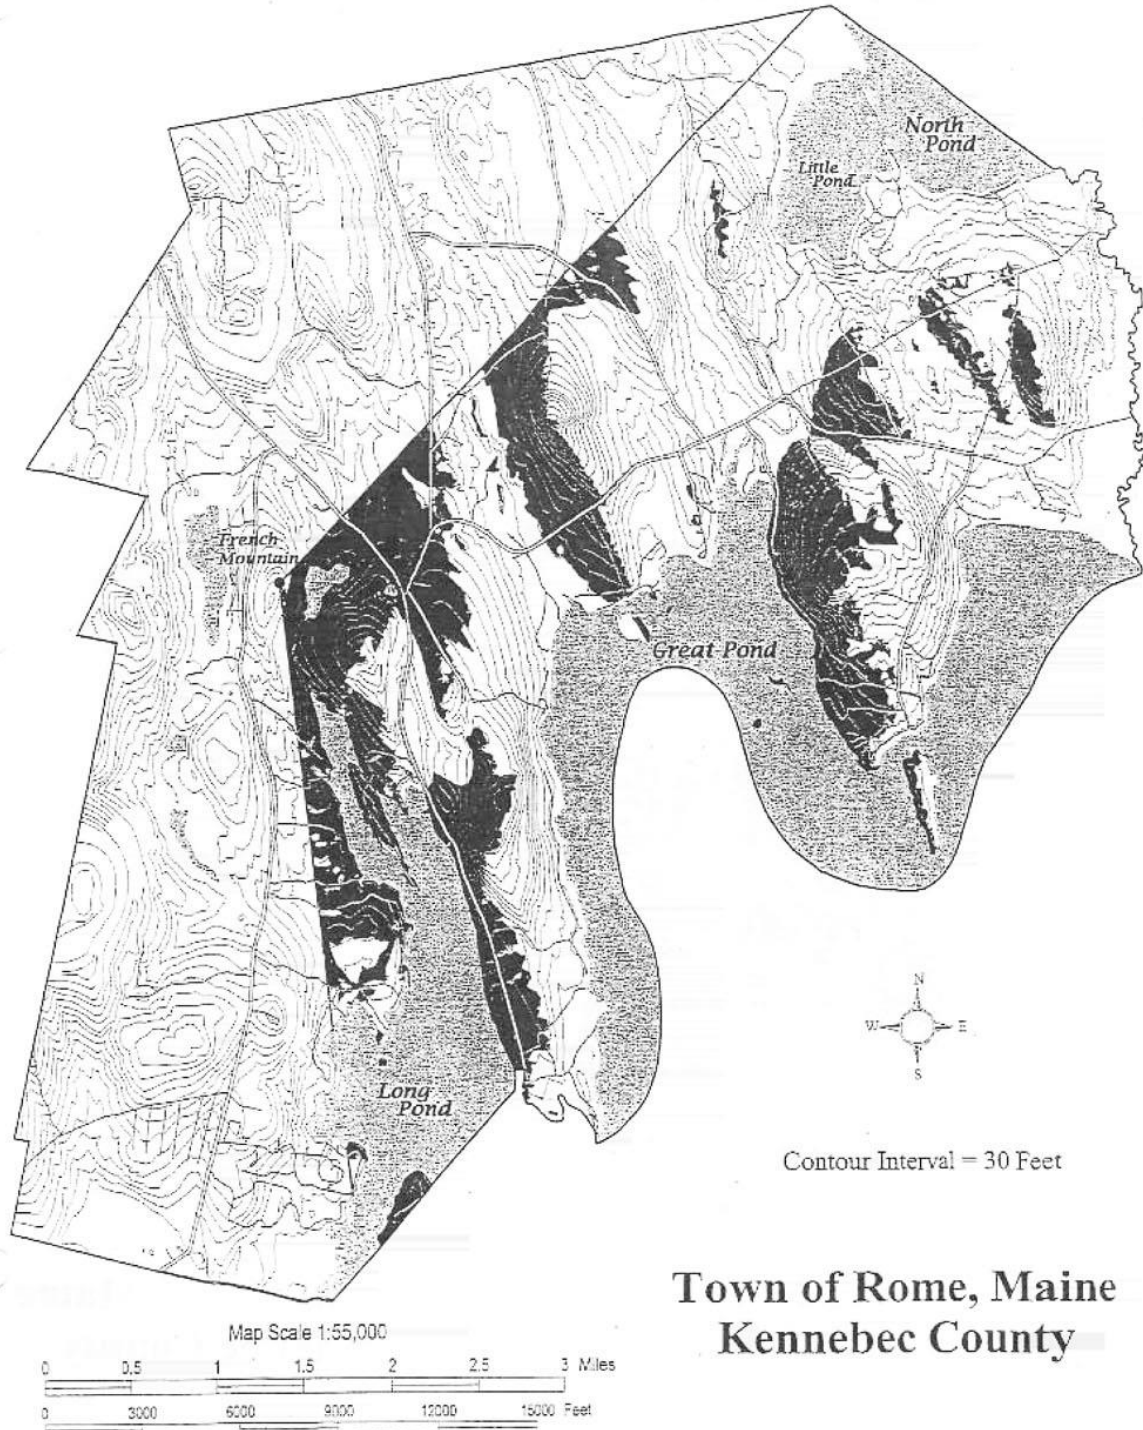 North
Pond
Little
Pond
French
Mountain
Great Pond
N
W
E
S
Long
Pond
Contour Interval = 30 Feet
Town of Rome, Maine
Kennebec County
Map Scale 1:55,000
0 0.5 1 1.5 2 2.5 3 Miles
0 3000 6000 9000 12000 15000 Feet